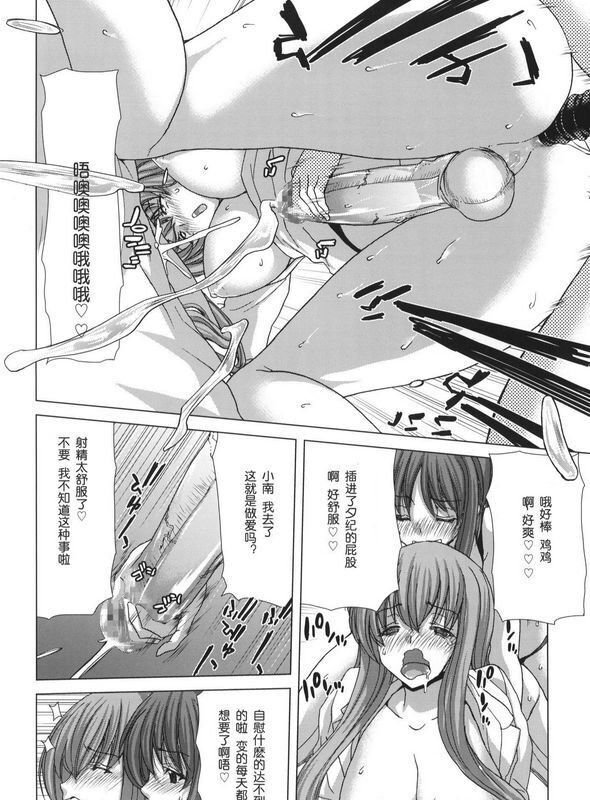 唔噢噢噢噢哦哦哦♡♡
哦好棒 鸡鸡
啊 好爽♡♡♡
插进了夕纪的屁股
啊 好舒服♡♡
小南 我去了
这就是做爱吗?
射精太舒服了♡
不要 我不知道这种事啦
自慰什麽的达不到
的啦 变的每天都
想要了啊唔♡